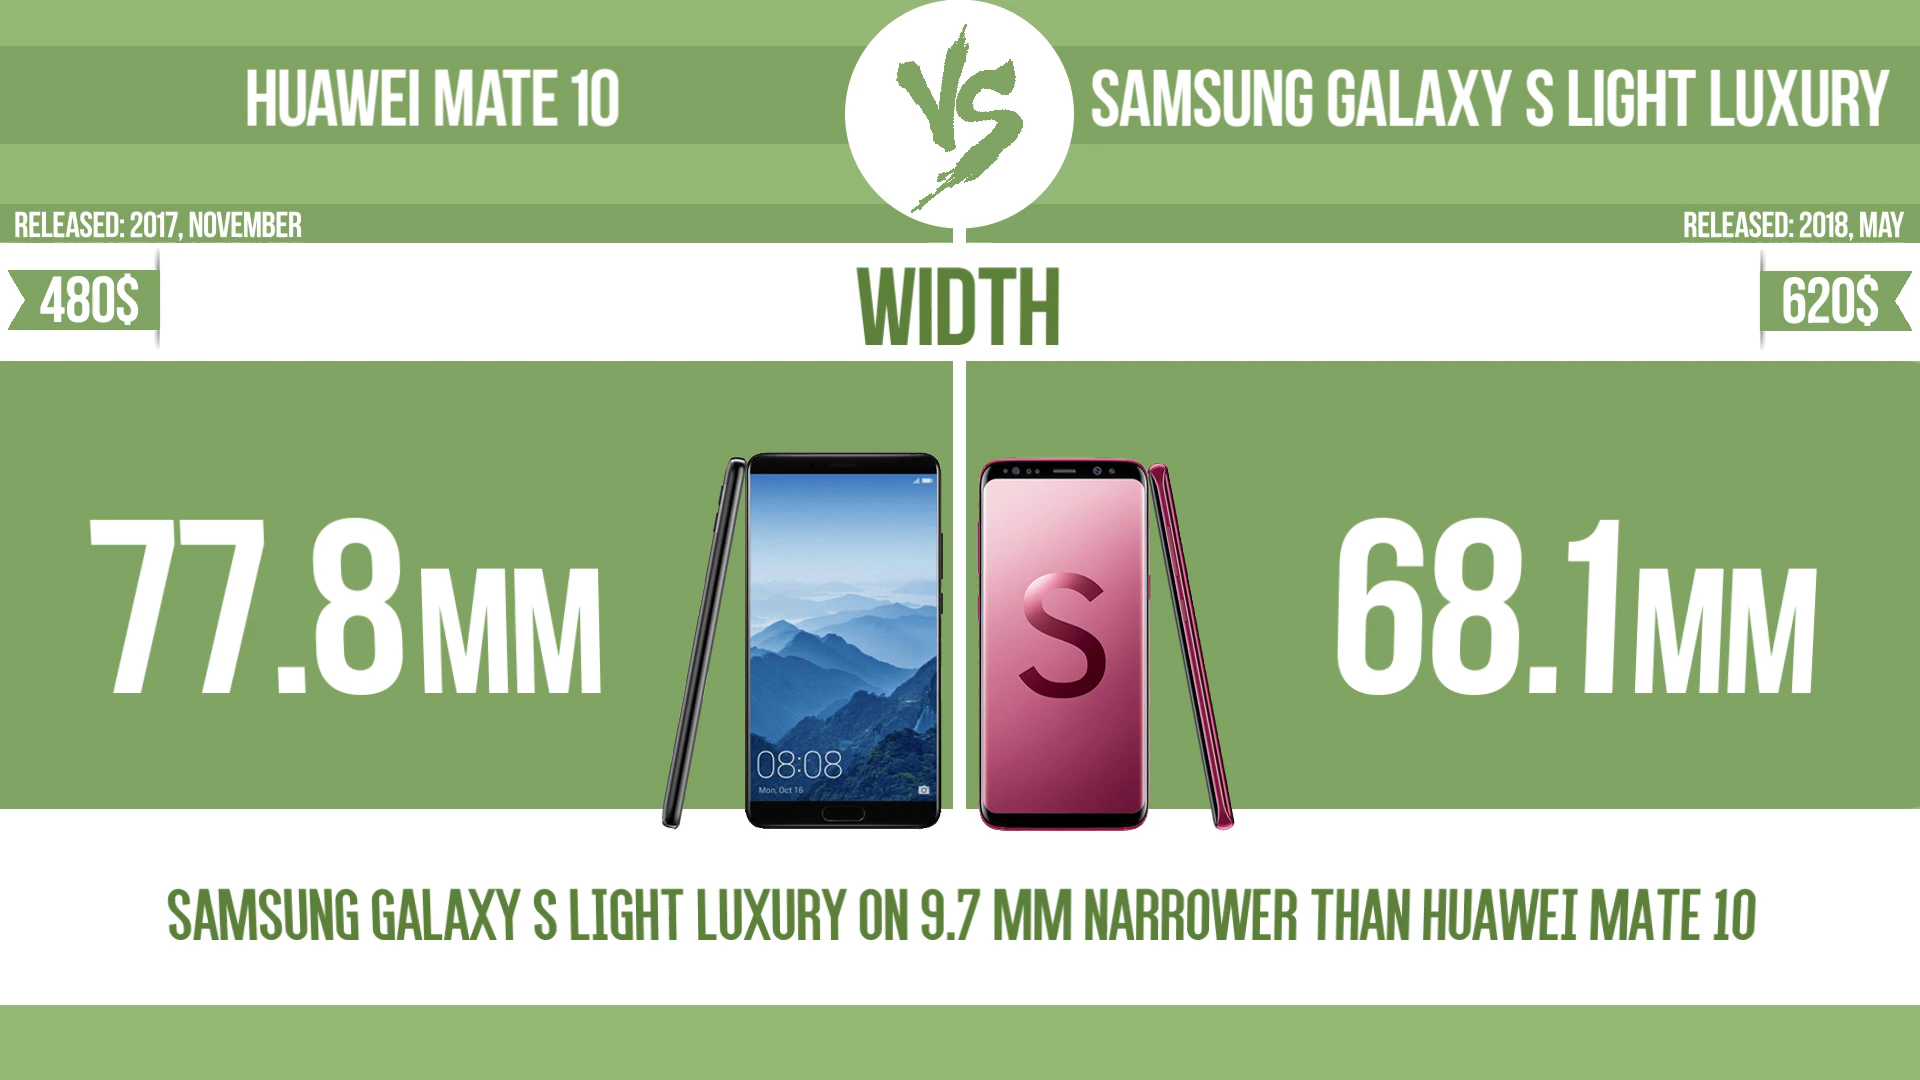 HUAWEI MATE 10
VS
SAMSUNG GALAXY S LIGHT LUXURY
RELEASED: 2017, NOVEMBER
RELEASED: 2018, MAY
480$
WIDTH
620$
77.8MM
68.1MM
S
08:08
Mon, Oct 16
SAMSUNG GALAXY S LIGHT LUXURY ON 9.7 MM NARROWER THAN HUAWEI MATE 10